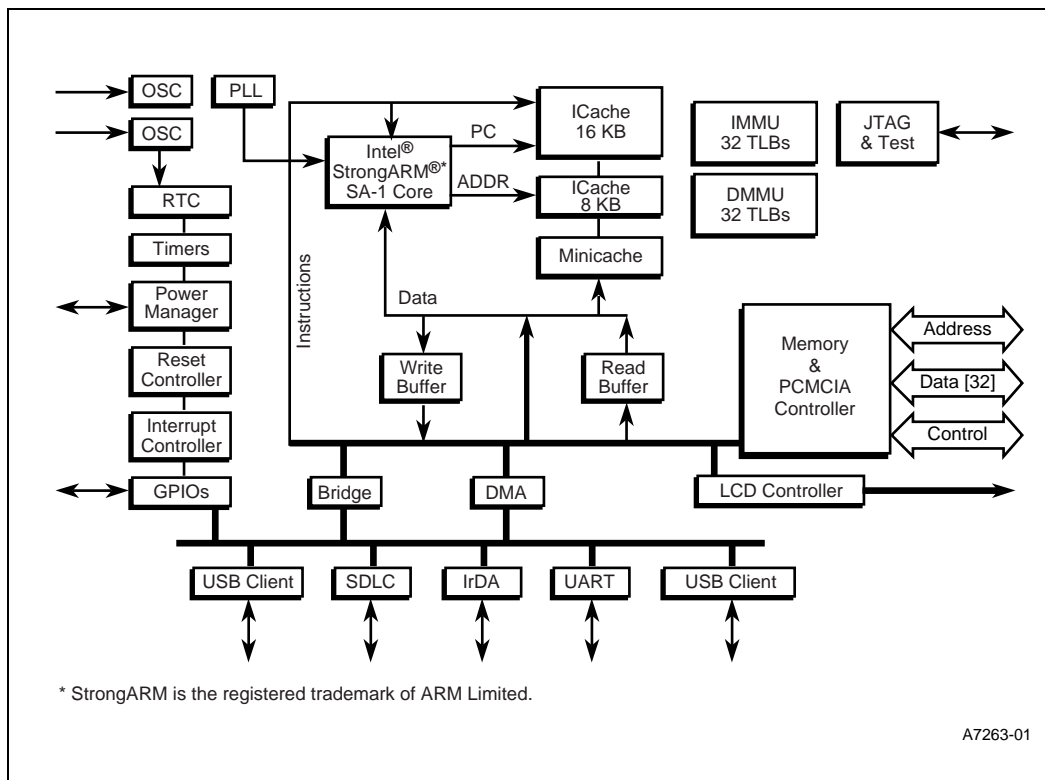 OSC
PLL
OSC
RTC
Timers
Power
Manager
Reset
Controller
Interrupt
Controller
GPIOs
Instructions
Intel®
StrongARM®*
SA-1 Core
PC
ADDR
ICache
16 KB
ICache
8 KB
Minicache
IMMU
32 TLBs
DMMU
32 TLBs
JTAG
& Test
Data
Write
Buffer
Read
Buffer
Memory
&
PCMCIA
Controller
Address
Data [32]
Control
Bridge
DMA
LCD Controller
USB Client
SDLC
IrDA
UART
USB Client
* StrongARM is the registered trademark of ARM Limited.
A7263-01